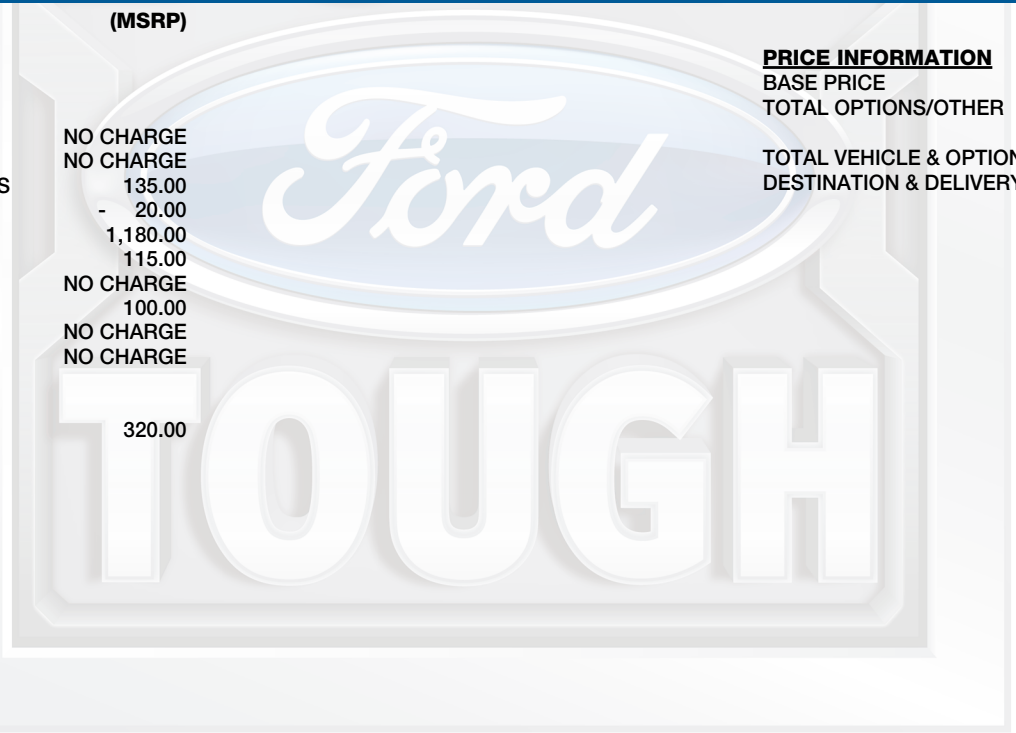 (MSRP)
NO CHARGE
NO CHARGE
S 135.00
- 20.00
1,180.00
115.00
NO CHARGE
100.00
NO CHARGE
NO CHARGE
320.00
PRICE INFORMATION
BASE PRICE
TOTAL OPTIONS/OTHER
TOTAL VEHICLE & OPTION
DESTINATION & DELIVERY
Ford
TOUGH